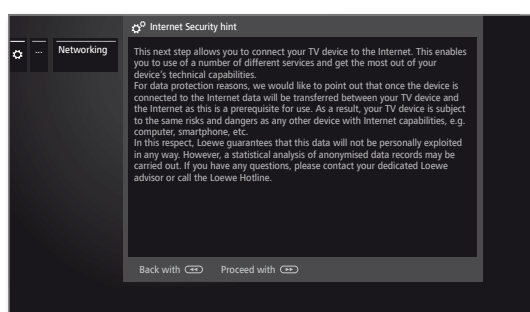 Internet Security hint
... Networking
This next step allows you to connect your TV device to the Internet. This enables
you to use of a number of different services and get the most out of your
device's technical capabilities.
For data protection reasons, we would like to point out that once the device is
connected to the Internet data will be transferred between your TV device and
the Internet as this is a prerequisite for use. As a result, your TV device is subject
to the same risks and dangers as any other device with Internet capabilities, e.g.
computer, smartphone, etc.
In this respect, Loewe guarantees that this data will not be personally exploited
in any way. However, a statistical analysis of anonymised data records may be
carried out. If you have any questions, please contact your dedicated Loewe
advisor or call the Loewe Hotline.
Back with Proceed with